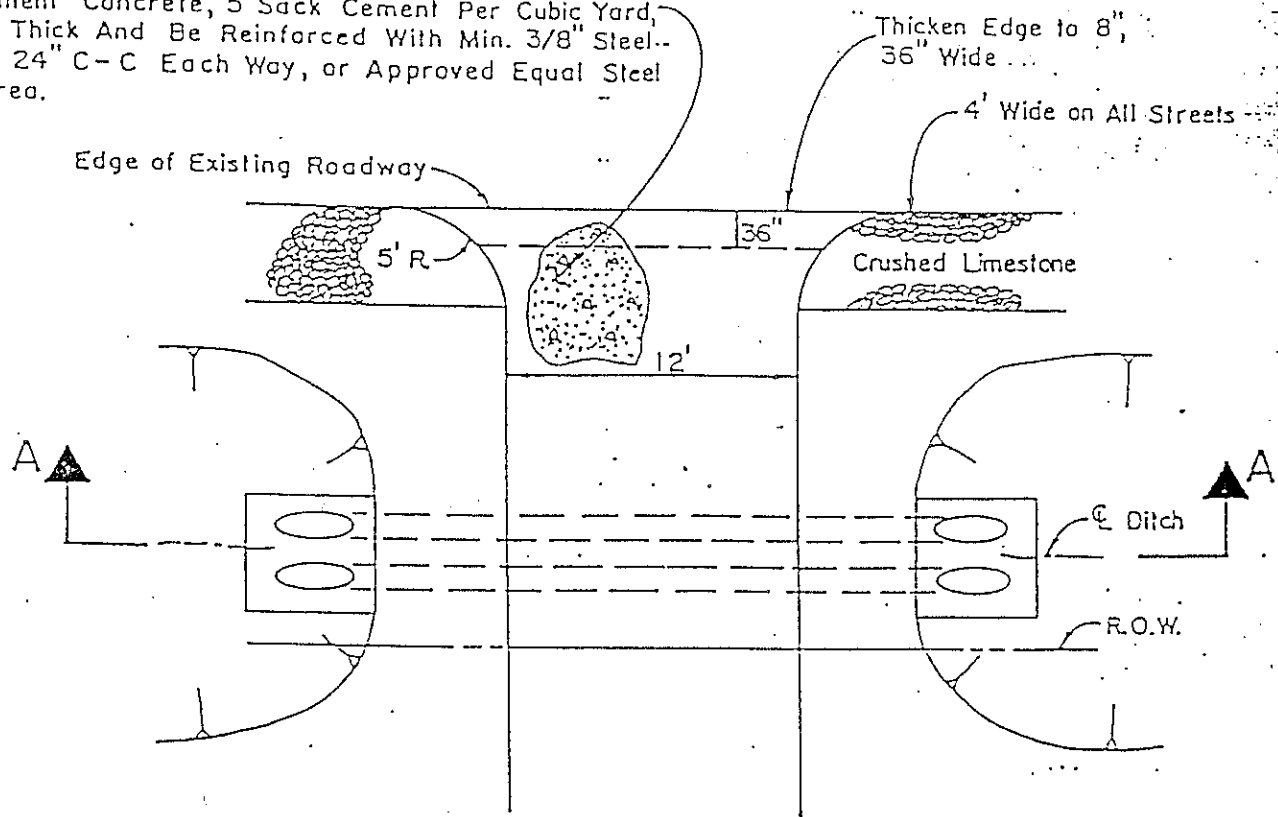 Concrete, 5 Sack Cement Per Cubic Yard,
Thick And Be Reinforced With Min. 3/8" Steel
24" C-C Each Way, or Approved Equal Steel
Thicken Edge to 8",
36" Wide
4' Wide on All Streets
Edge of Existing Roadway
36"
5' R
Crushed Limestone
12'
A
A
℄ Ditch
R.O.W.